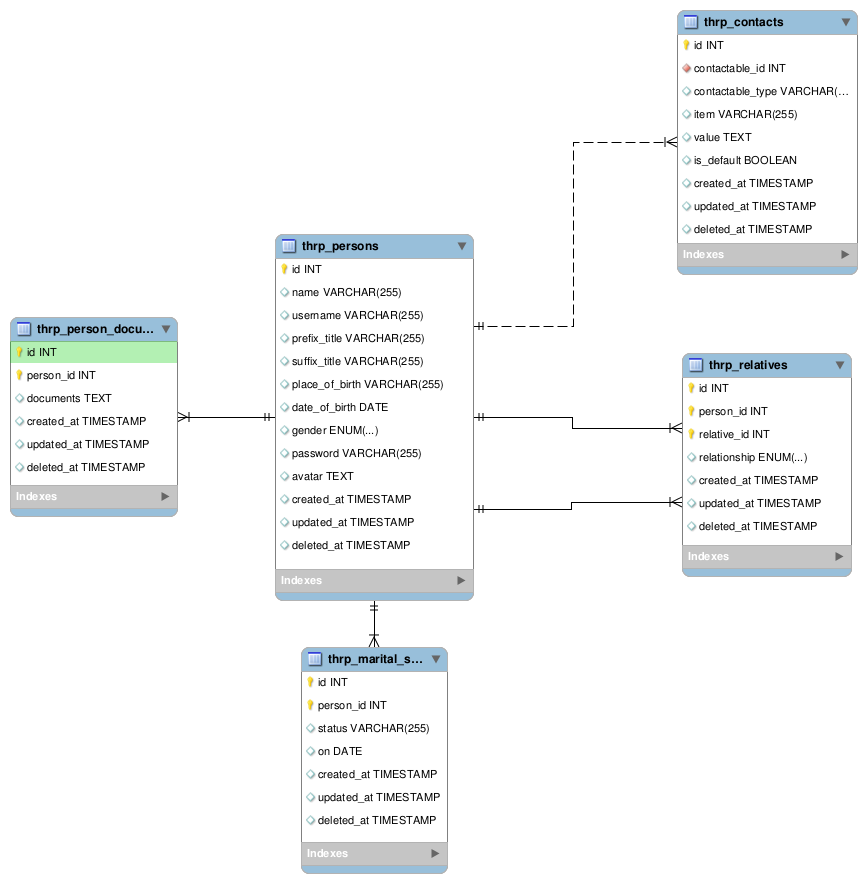 thrp_contacts
id INT
contactable_id INT
contactable_type VARCHAR(...
item VARCHAR(255)
value TEXT
is_default BOOLEAN
created_at TIMESTAMP
updated_at TIMESTAMP
deleted_at TIMESTAMP
Indexes
thrp_persons
id INT
name VARCHAR(255)
username VARCHAR(255)
prefix_title VARCHAR(255)
suffix_title VARCHAR(255)
place_of_birth VARCHAR(255)
date_of_birth DATE
gender ENUM(...)
password VARCHAR(255)
avatar TEXT
created_at TIMESTAMP
updated_at TIMESTAMP
deleted_at TIMESTAMP
Indexes
thrp_person_docu...
id INT
person_id INT
documents TEXT
created_at TIMESTAMP
updated_at TIMESTAMP
deleted_at TIMESTAMP
Indexes
thrp_relatives
id INT
person_id INT
relative_id INT
relationship ENUM(...)
created_at TIMESTAMP
updated_at TIMESTAMP
deleted_at TIMESTAMP
Indexes
thrp_marital_s...
id INT
person_id INT
status VARCHAR(255)
on DATE
created_at TIMESTAMP
updated_at TIMESTAMP
deleted_at TIMESTAMP
Indexes